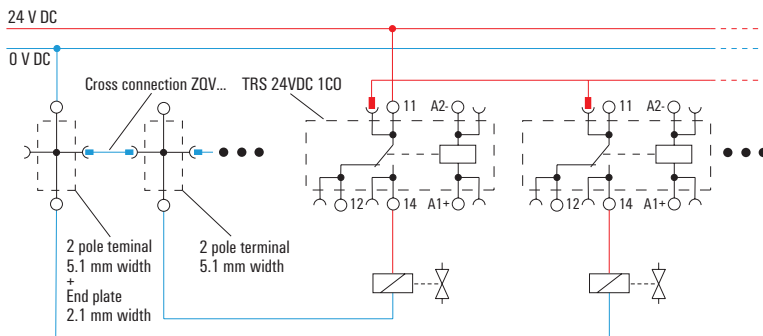 24 V DC
0 V DC
Cross connection ZQV...
TRS 24VDC 1CO
11
A2-
11
A2-
12
14
A1+
12
14
A1+
2 pole teminal
5.1 mm width
+
End plate
2.1 mm width
2 pole terminal
5.1 mm width